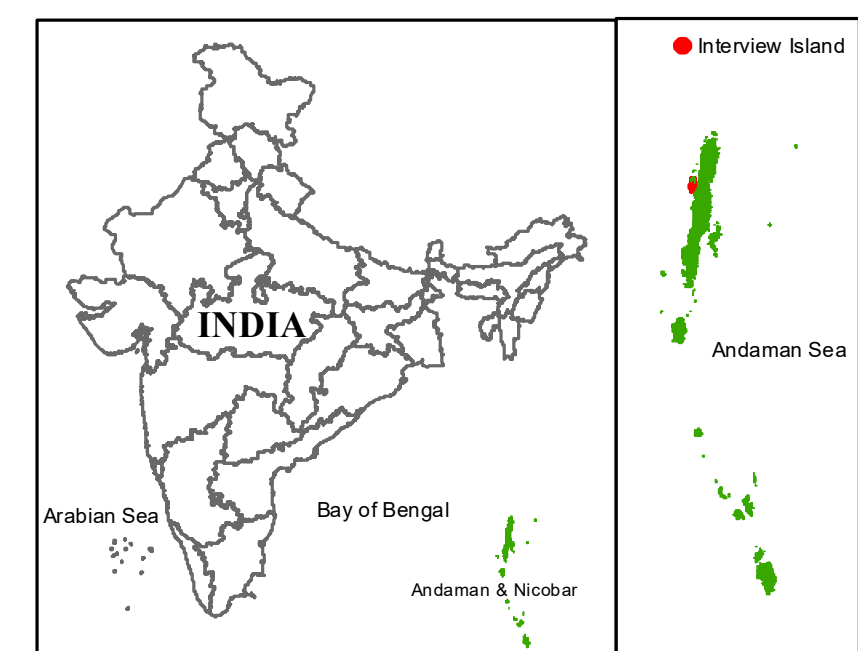 Interview Island
INDIA
Andaman Sea
Arabian Sea
Bay of Bengal
Andaman & Nicobar